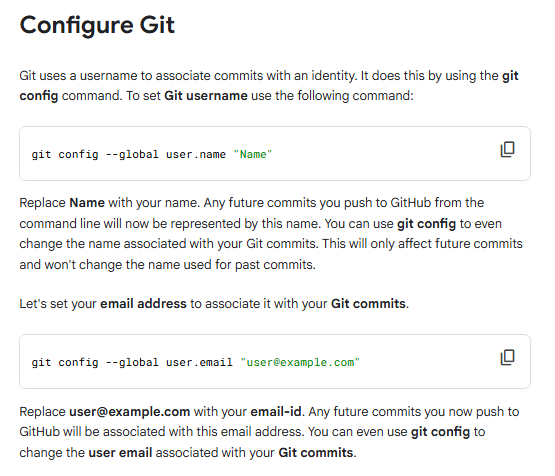 Configure Git
Git uses a username to associate commits with an identity. It does this by using the git
config command. To set Git username use the following command:
git config --global user.name "Name"
Replace Name with your name. Any future commits you push to GitHub from the
command line will now be represented by this name. You can use git config to even
change the name associated with your Git commits. This will only affect future commits
and won't change the name used for past commits.
Let's set your email address to associate it with your Git commits.
git config --global user.email "user@example.com"
Replace user@example.com with your email-id. Any future commits you now push to
GitHub will be associated with this email address. You can even use git config to
change the user email associated with your Git commits.